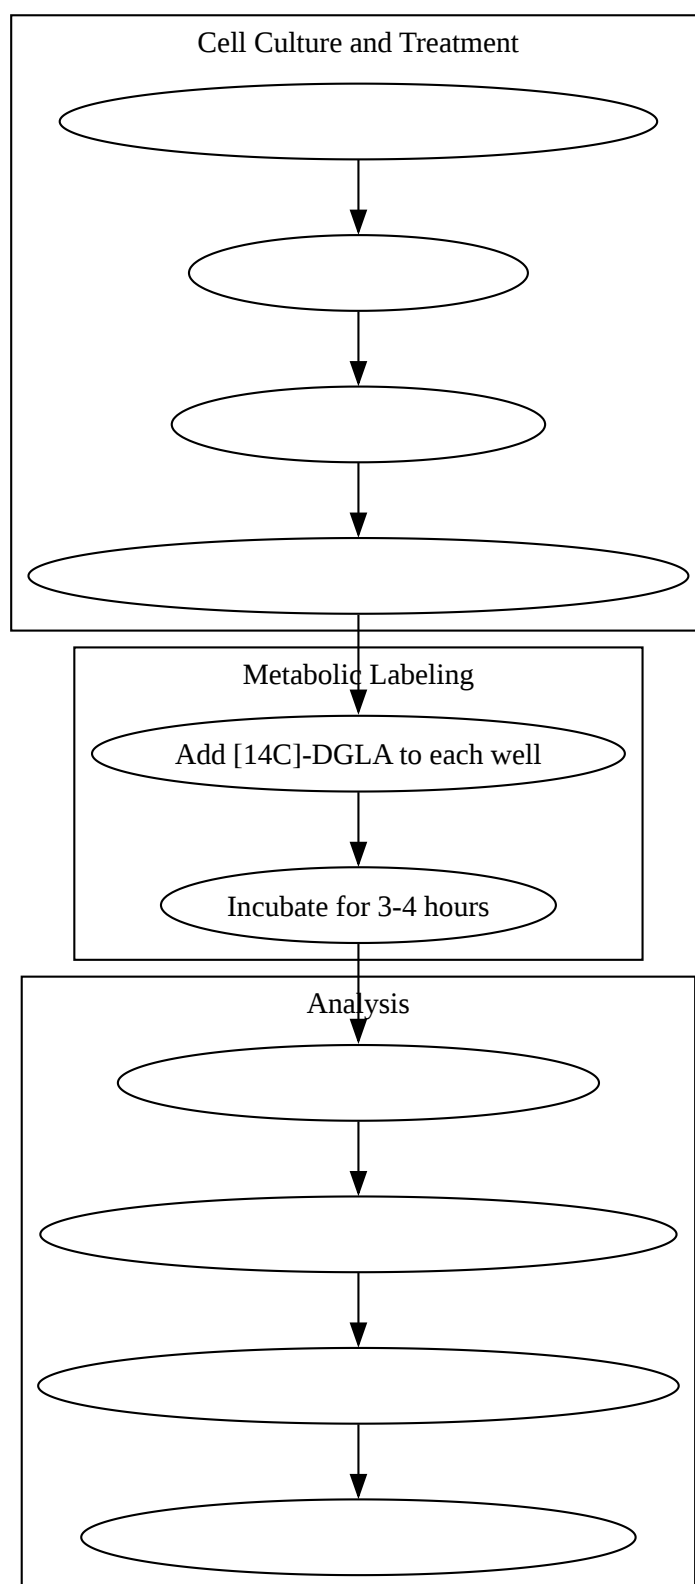 Cell Culture and Treatment
Metabolic Labeling
Add [14C]-DGLA to each well
Incubate for 3-4 hours
Analysis